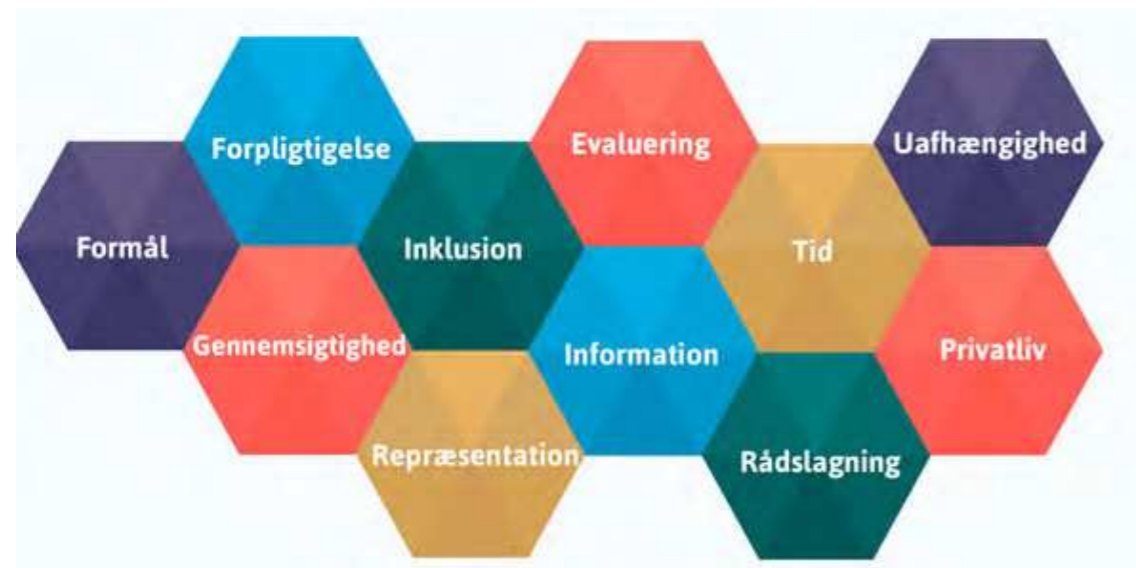 Formål
Forpligtigelse
Gennemsigtighed
Inklusion
Repræsentation
Evaluering
Information
Tid
Rådslagning
Uafhængighed
Privatliv